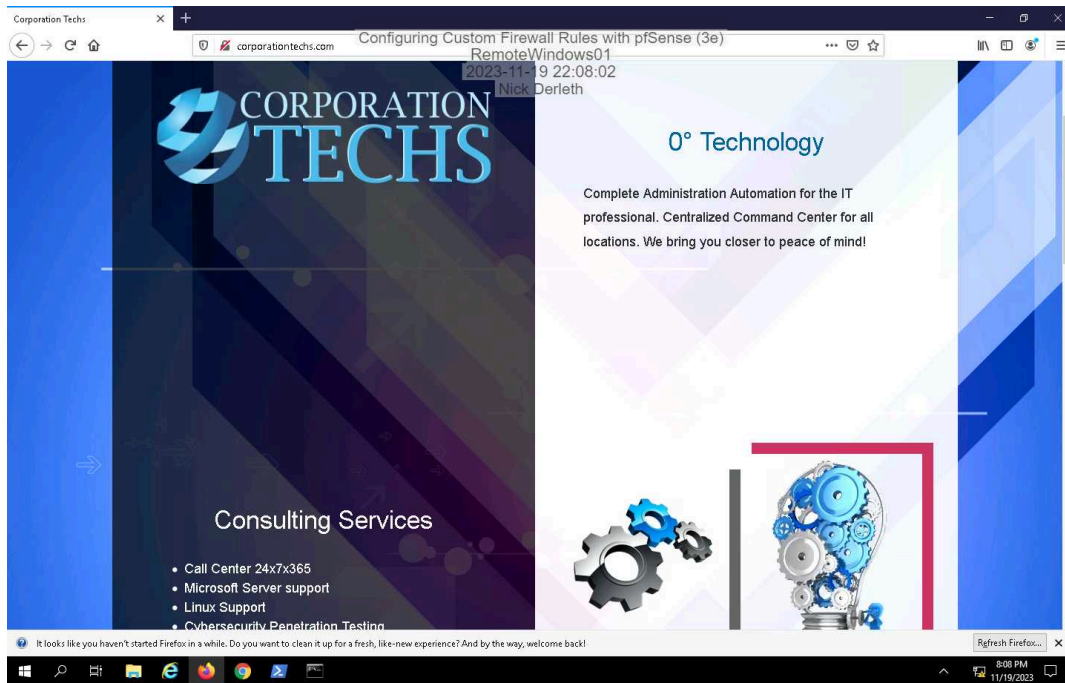 Corporation Techs
corporationtechs.com
Configuring Custom Firewall Rules with pfSense (3e)
RemoteWindows01
2023-11-19 22:08:02
Nick Derleth
CORPORATION
TECHS
0° Technology
Complete Administration Automation for the IT
professional. Centralized Command Center for all
locations. We bring you closer to peace of mind!
Consulting Services
• Call Center 24x7x365
• Microsoft Server support
• Linux Support
• Cybersecurity Penetration Testing
It looks like you haven't started Firefox in a while. Do you want to clean it up for a fresh, like-new experience? And by the way, welcome back!
Refresh Firefox...
8:08 PM
11/19/2023